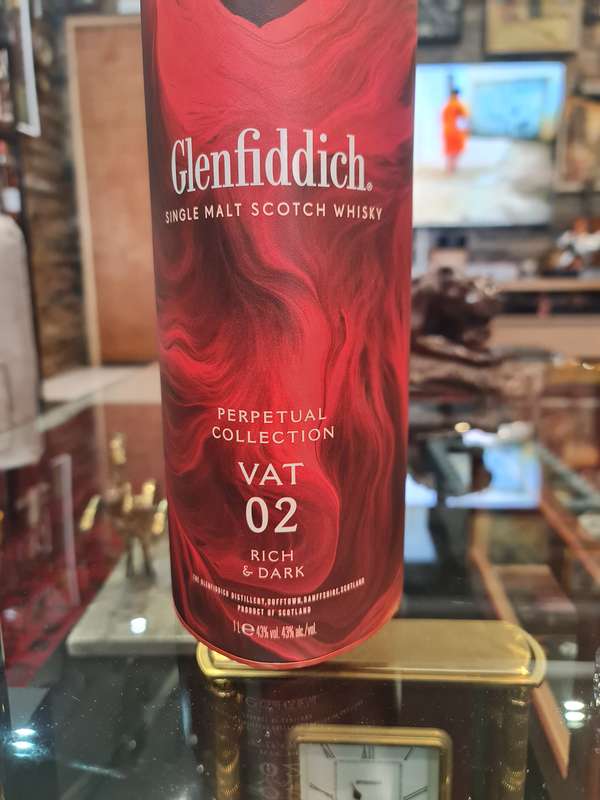 Glenfiddich®
SINGLE MALT SCOTCH WHISKY
PERPETUAL
COLLECTION
VAT
02
RICH
& DARK
THE GLENFIDDICH DISTILLERY, DUFFTOWN, BANFFSHIRE, SCOTLAND
PRODUCT OF SCOTLAND
1L℮ 43% vol. 43% alc./vol.